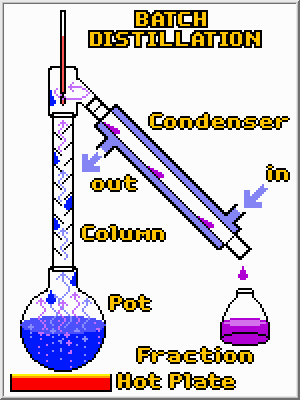 BATCH
DISTILLATION
Condenser
in
out
Column
Pot
Fraction
Hot Plate